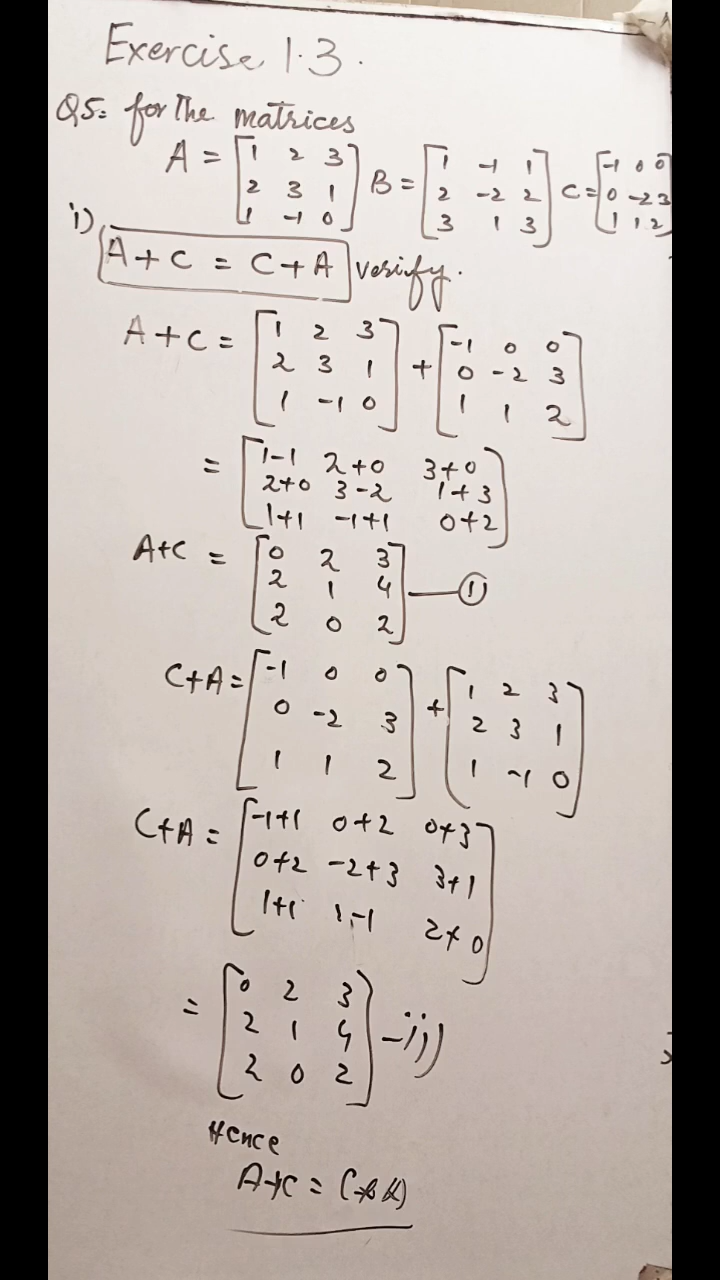 Exercise 1.3.
Q5: for The matrices
A = [1 2 3 B = [1 -1 1 C = [-1 0 0
2 3 1 2 -2 2 0 -2 3
1 -1 0] 3 1 3] 1 1 2]
i)
A + C = C + A verify.
A + C = [1 2 3 + [-1 0 0
2 3 1 0 -2 3
1 -1 0] 1 1 2]
= [1-1 2+0 3+0
2+0 3-2 1+3
1+1 -1+1 0+2]
A+C = [0 2 3
2 1 4 — ①
2 0 2]
C+A = [-1 0 0 + [1 2 3
0 -2 3 2 3 1
1 1 2] 1 -1 0]
C+A = [-1+1 0+2 0+3
0+2 -2+3 3+1
1+1 1-1 2+0]
= [0 2 3
2 1 4 - ii)
2 0 2]
Hence
A+C =